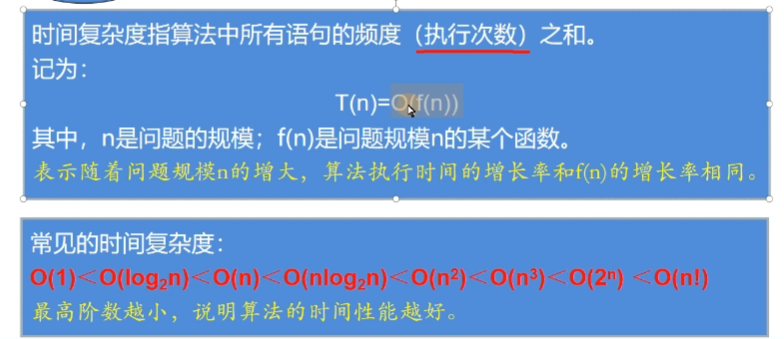 时间复杂度指算法中所有语句的频度（执行次数）之和。
记为：
T(n)=O(f(n))
其中，n是问题的规模；f(n)是问题规模n的某个函数。
表示随着问题规模n的增大，算法执行时间的增长率和f(n)的增长率相同。
常见的时间复杂度：
O(1)＜O(log₂n)＜O(n)＜O(nlog₂n)＜O(n²)＜O(n³)＜O(2ⁿ) ＜O(n!)
最高阶数越小，说明算法的时间性能越好。